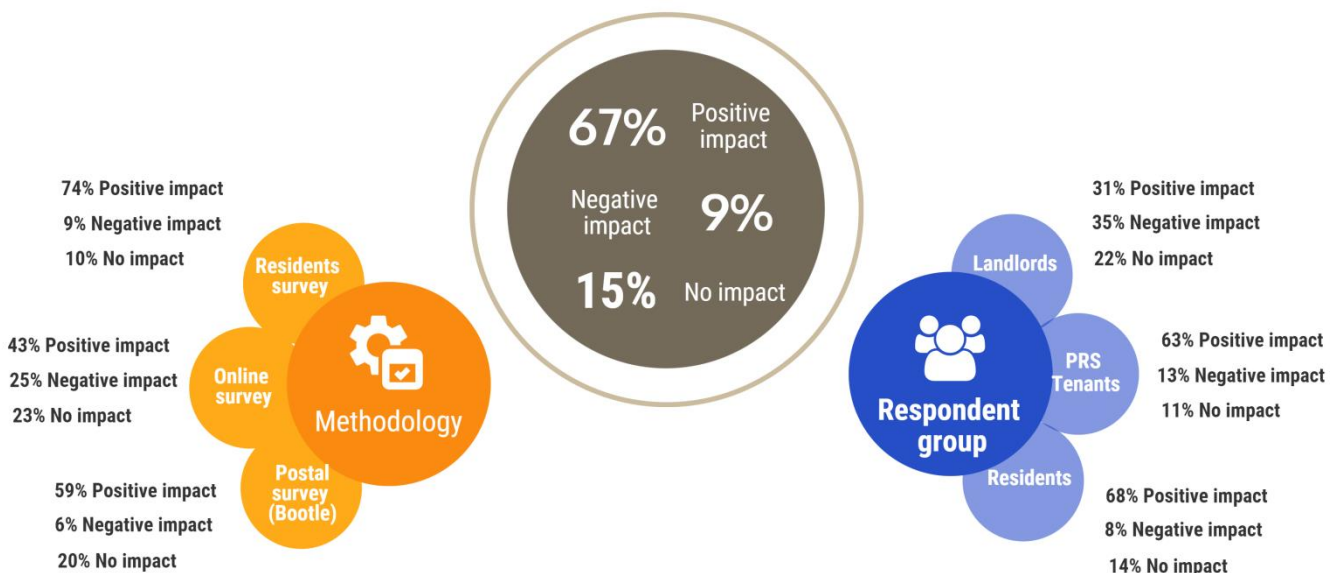 67% Positive
impact
Negative
impact 9%
15% No impact
74% Positive impact
9% Negative impact
10% No impact
Residents
survey
43% Positive impact
25% Negative impact
23% No impact
Online
survey
59% Positive impact
6% Negative impact
20% No impact
Postal
survey
(Bootle)
Methodology
31% Positive impact
35% Negative impact
22% No impact
Landlords
63% Positive impact
13% Negative impact
11% No impact
PRS
Tenants
68% Positive impact
8% Negative impact
14% No impact
Residents
Respondent
group